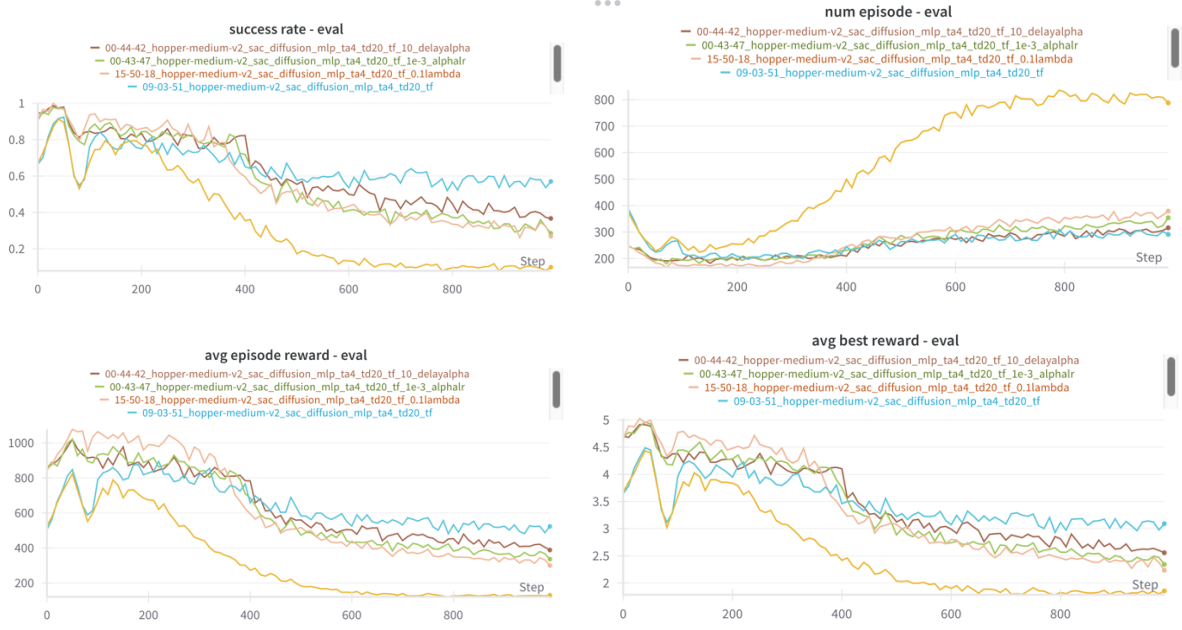 success rate - eval
00-44-42_hopper-medium-v2_sac_diffusion_mlp_ta4_td20_tf_10_delayalpha
00-43-47_hopper-medium-v2_sac_diffusion_mlp_ta4_td20_tf_1e-3_alphalr
15-50-18_hopper-medium-v2_sac_diffusion_mlp_ta4_td20_tf_0.1lambda
09-03-51_hopper-medium-v2_sac_diffusion_mlp_ta4_td20_tf
1
0.8
0.6
0.4
0.2
Step
0 200 400 600 800
num episode - eval
00-44-42_hopper-medium-v2_sac_diffusion_mlp_ta4_td20_tf_10_delayalpha
00-43-47_hopper-medium-v2_sac_diffusion_mlp_ta4_td20_tf_1e-3_alphalr
15-50-18_hopper-medium-v2_sac_diffusion_mlp_ta4_td20_tf_0.1lambda
09-03-51_hopper-medium-v2_sac_diffusion_mlp_ta4_td20_tf
800
700
600
500
400
300
200
Step
0 200 400 600 800
avg episode reward - eval
00-44-42_hopper-medium-v2_sac_diffusion_mlp_ta4_td20_tf_10_delayalpha
00-43-47_hopper-medium-v2_sac_diffusion_mlp_ta4_td20_tf_1e-3_alphalr
15-50-18_hopper-medium-v2_sac_diffusion_mlp_ta4_td20_tf_0.1lambda
09-03-51_hopper-medium-v2_sac_diffusion_mlp_ta4_td20_tf
1000
800
600
400
200
Step
0 200 400 600 800
avg best reward - eval
00-44-42_hopper-medium-v2_sac_diffusion_mlp_ta4_td20_tf_10_delayalpha
00-43-47_hopper-medium-v2_sac_diffusion_mlp_ta4_td20_tf_1e-3_alphalr
15-50-18_hopper-medium-v2_sac_diffusion_mlp_ta4_td20_tf_0.1lambda
09-03-51_hopper-medium-v2_sac_diffusion_mlp_ta4_td20_tf
5
4.5
4
3.5
3
2.5
2
Step
0 200 400 600 800